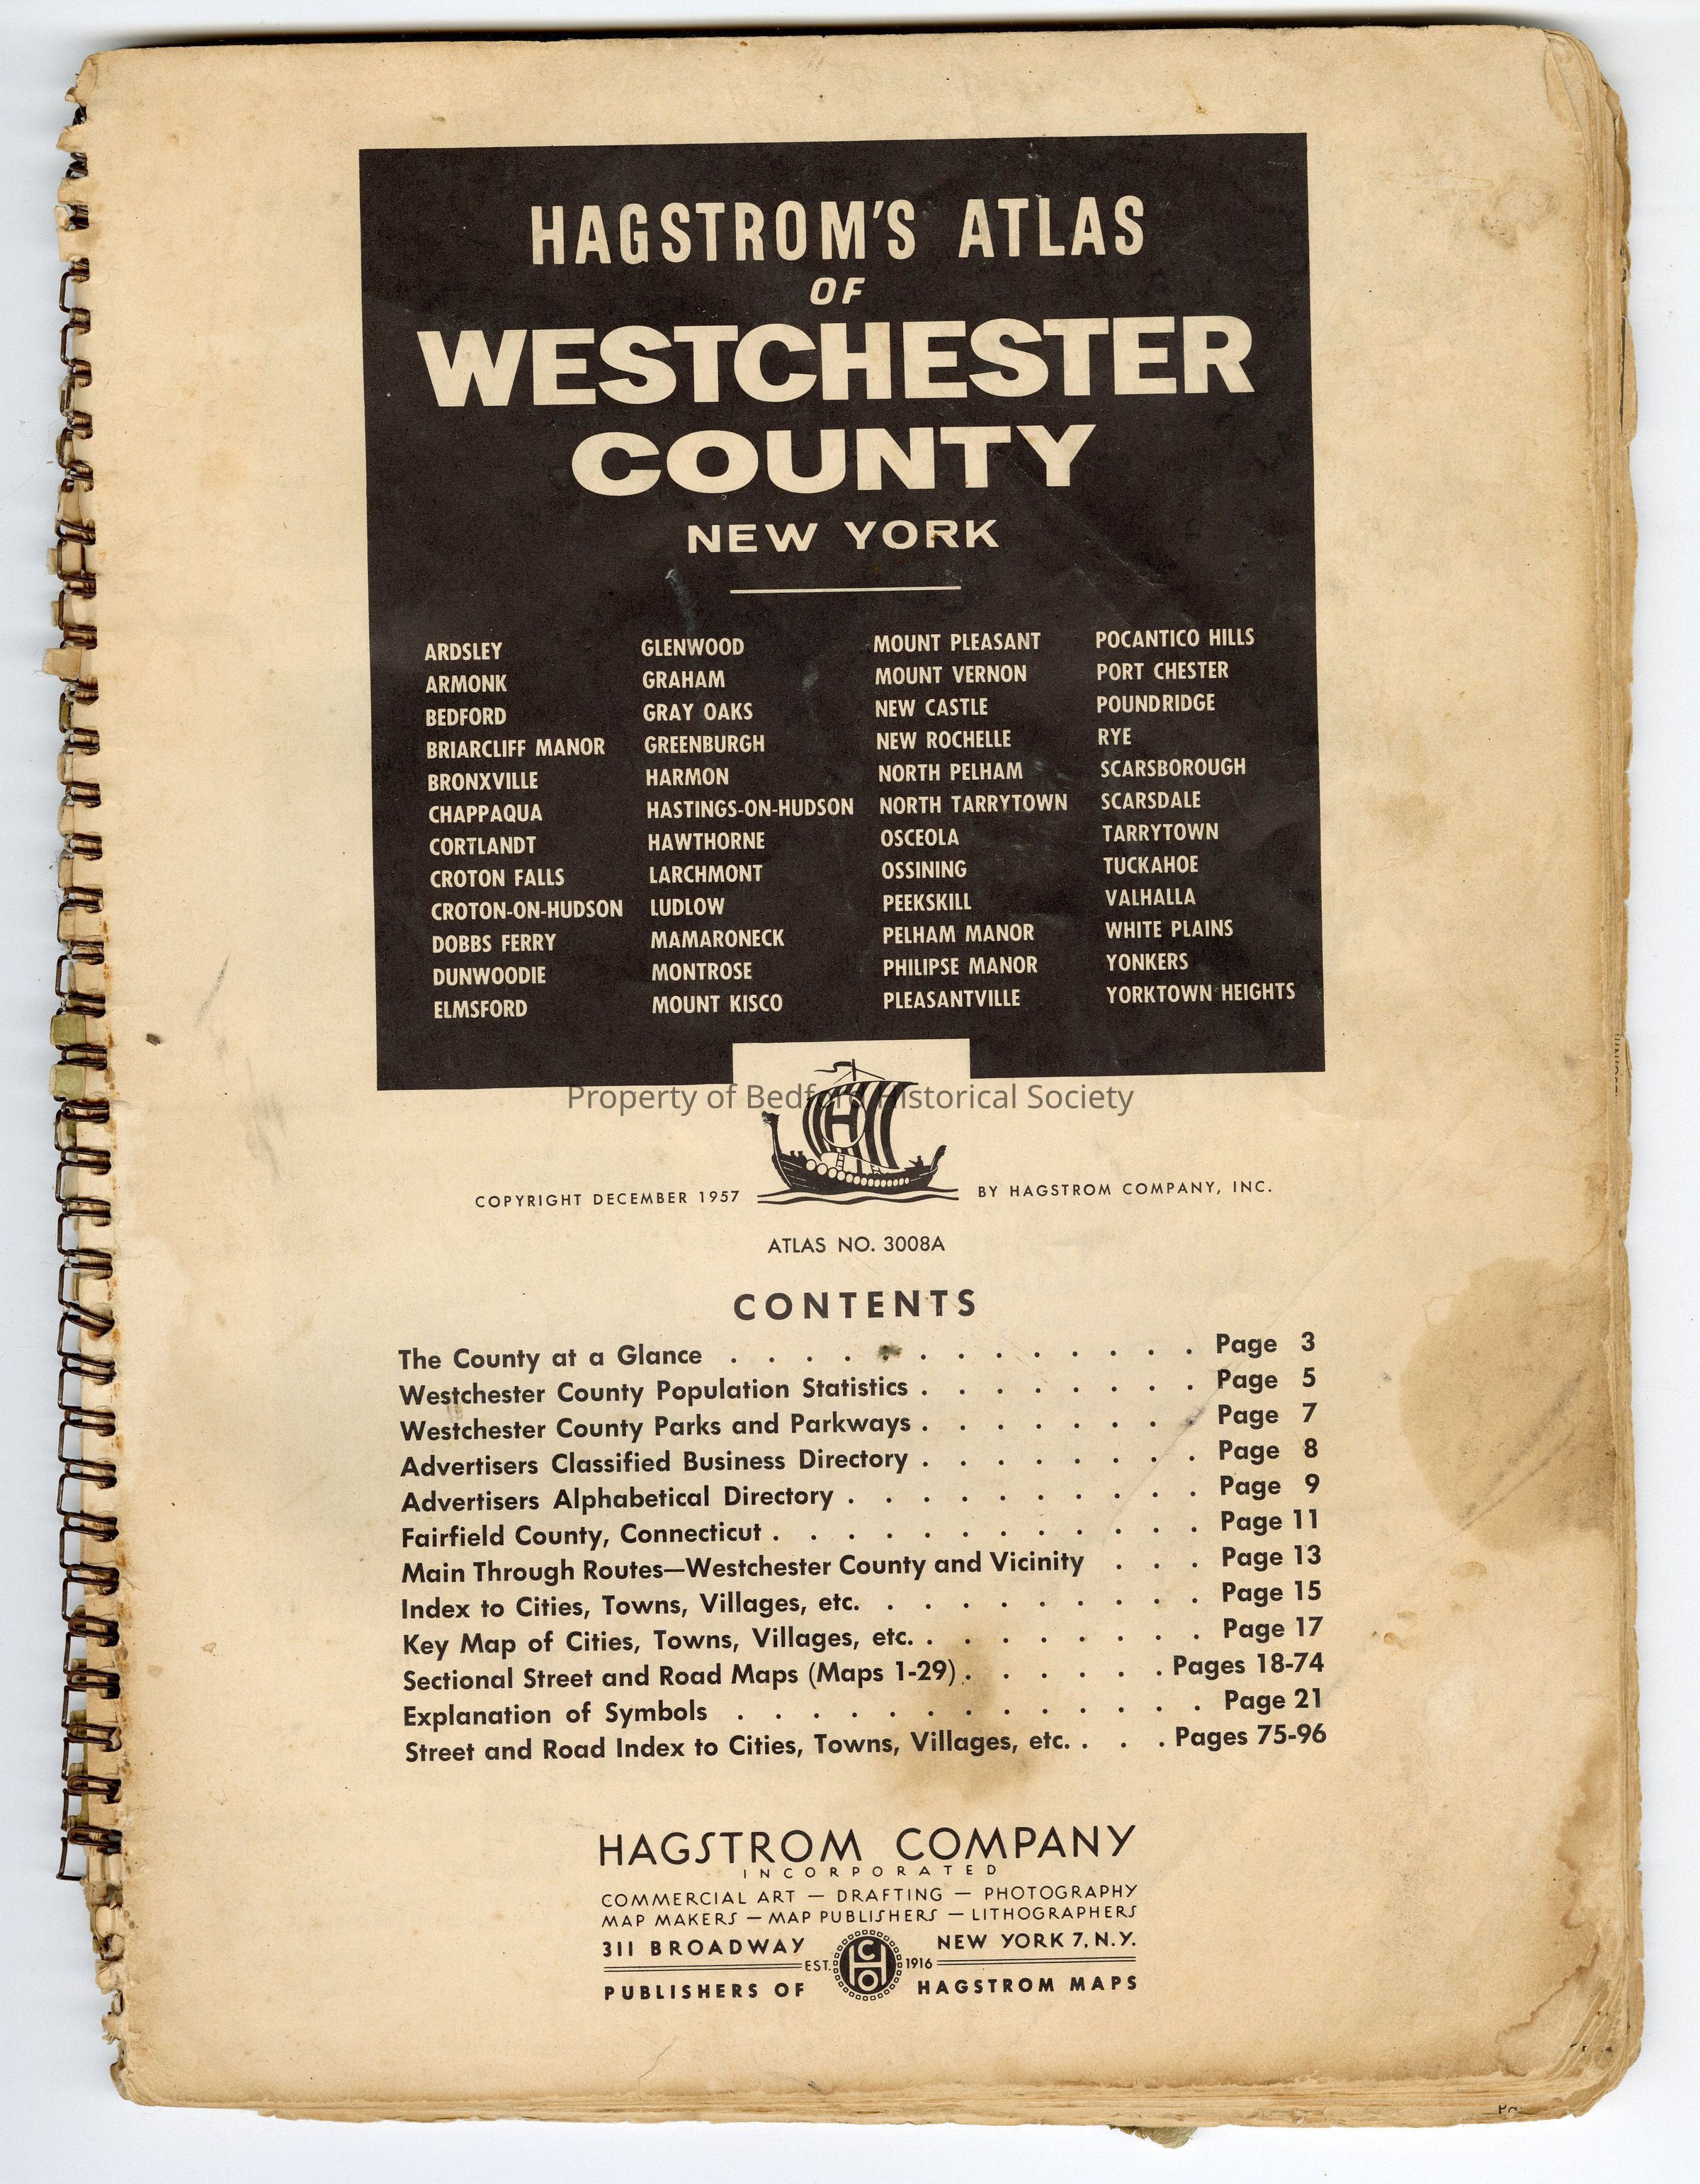 HAGSTROM'S ATLAS
OF
WESTCHESTER
COUNTY
NEW YORK
ARDSLEY
ARMONK
BEDFORD
BRIARCLIFF MANOR
BRONXVILLE
CHAPPAQUA
CORTLANDT
CROTON FALLS
CROTON-ON-HUDSON
DOBBS FERRY
DUNWOODIE
ELMSFORD
GLENWOOD
GRAHAM
GRAY OAKS
GREENBURGH
HARMON
HASTINGS-ON-HUDSON
HAWTHORNE
LARCHMONT
LUDLOW
MAMARONECK
MONTROSE
MOUNT KISCO
MOUNT PLEASANT
MOUNT VERNON
NEW CASTLE
NEW ROCHELLE
NORTH PELHAM
NORTH TARRYTOWN
OSCEOLA
OSSINING
PEEKSKILL
PELHAM MANOR
PHILIPSE MANOR
PLEASANTVILLE
POCANTICO HILLS
PORT CHESTER
POUNDRIDGE
RYE
SCARSBOROUGH
SCARSDALE
TARRYTOWN
TUCKAHOE
VALHALLA
WHITE PLAINS
YONKERS
YORKTOWN HEIGHTS
Property of Bedford Historical Society
H
COPYRIGHT DECEMBER 1957 BY HAGSTROM COMPANY, INC.
ATLAS NO. 3008A
CONTENTS
The County at a Glance . . . . . . . . . . . . . Page 3
Westchester County Population Statistics . . . . . . . . Page 5
Westchester County Parks and Parkways . . . . . . . . Page 7
Advertisers Classified Business Directory . . . . . . . . Page 8
Advertisers Alphabetical Directory . . . . . . . . . . Page 9
Fairfield County, Connecticut . . . . . . . . . . . . Page 11
Main Through Routes—Westchester County and Vicinity . . . Page 13
Index to Cities, Towns, Villages, etc. . . . . . . . . . Page 15
Key Map of Cities, Towns, Villages, etc. . . . . . . . . Page 17
Sectional Street and Road Maps (Maps 1-29) . . . . . . Pages 18-74
Explanation of Symbols . . . . . . . . . . . . . Page 21
Street and Road Index to Cities, Towns, Villages, etc. . . . Pages 75-96
HAGSTROM COMPANY
INCORPORATED
COMMERCIAL ART — DRAFTING — PHOTOGRAPHY
MAP MAKERS — MAP PUBLISHERS — LITHOGRAPHERS
311 BROADWAY NEW YORK 7, N.Y.
EST. HCO 1916
PUBLISHERS OF HAGSTROM MAPS